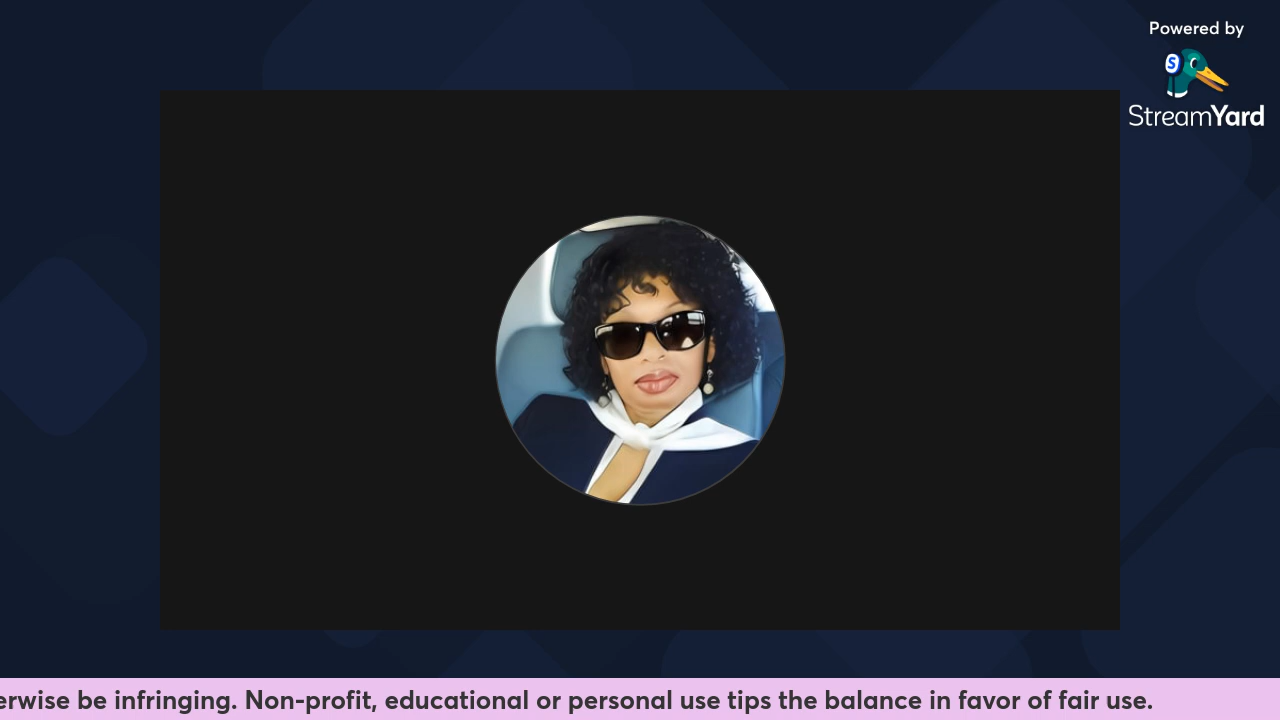 Powered by
S
StreamYard
erwise be infringing. Non-profit, educational or personal use tips the balance in favor of fair use.